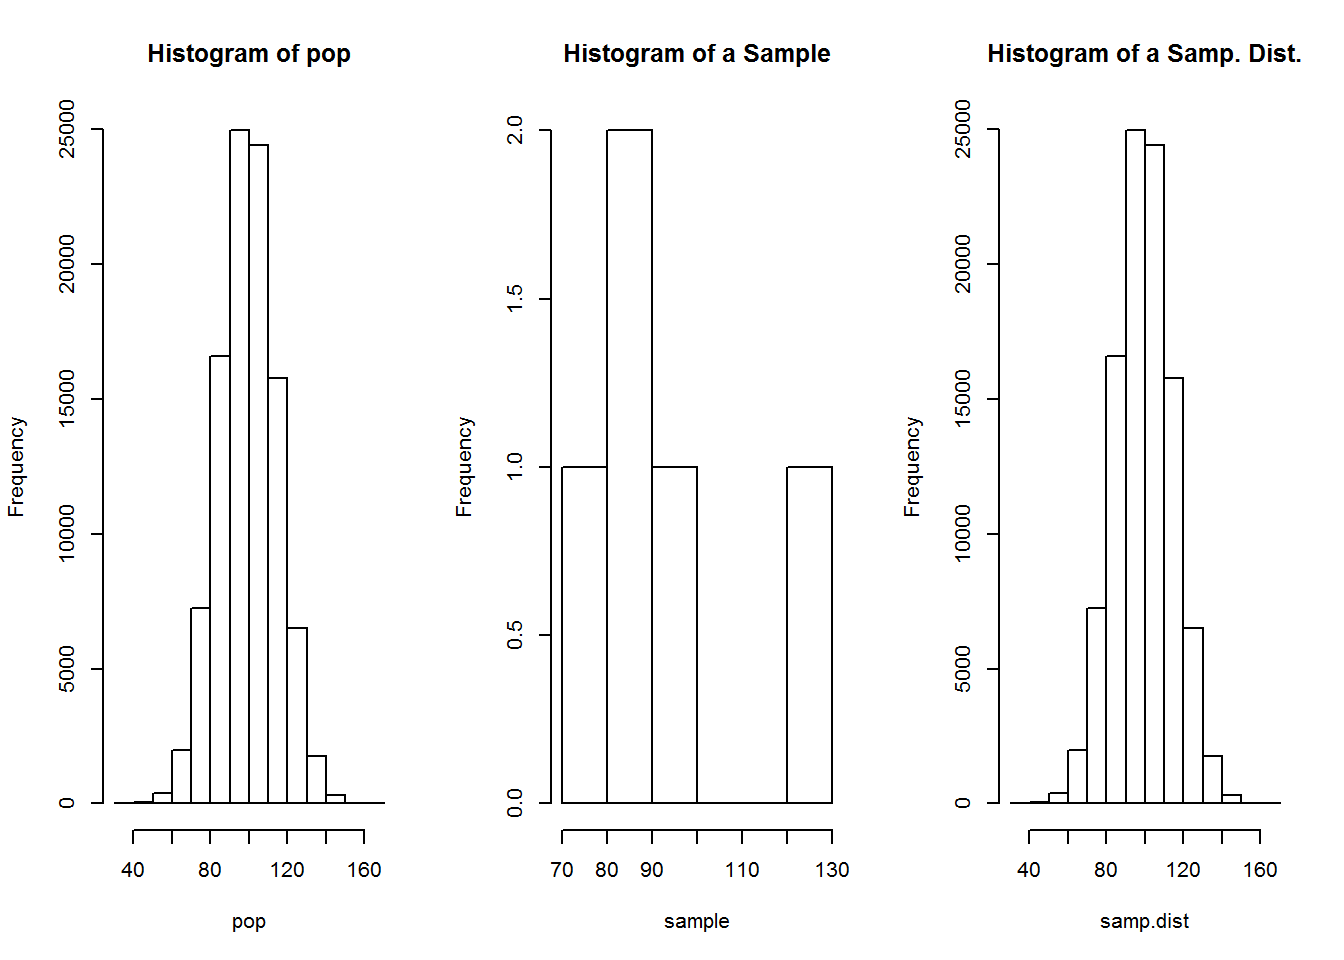 Histogram of pop
Frequency
25000
20000
15000
10000
5000
0
40 80 120 160
pop
Histogram of a Sample
Frequency
2.0
1.5
1.0
0.5
0.0
70 80 90 110 130
sample
Histogram of a Samp. Dist.
Frequency
25000
20000
15000
10000
5000
0
40 80 120 160
samp.dist